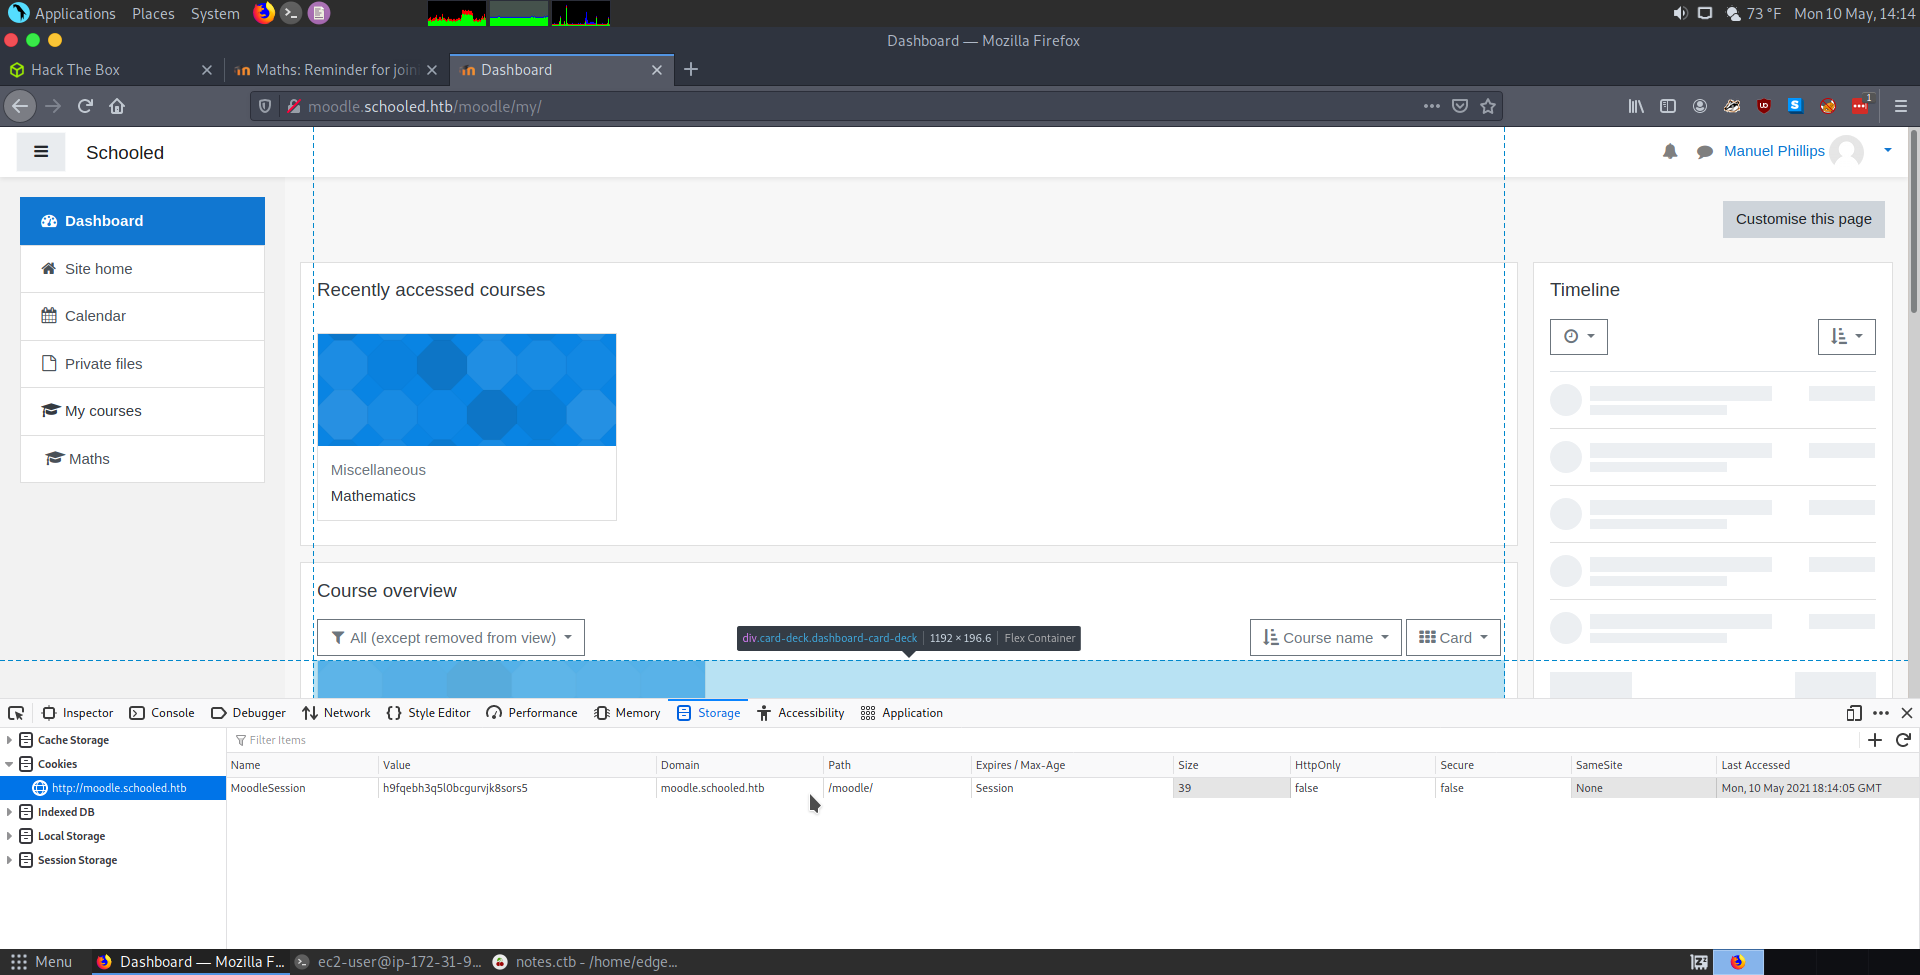 Applications Places System 73 °F Mon 10 May, 14:14
Dashboard — Mozilla Firefox
Hack The Box Maths: Reminder for join Dashboard
moodle.schooled.htb/moodle/my/ 1
Schooled Manuel Phillips
Dashboard
Customise this page
Site home
Calendar
Private files
My courses
Maths
Recently accessed courses
Miscellaneous
Mathematics
Timeline
Course overview
All (except removed from view) div.card-deck.dashboard-card-deck 1192 × 196.6 Flex Container Course name Card
Inspector Console Debugger Network Style Editor Performance Memory Storage Accessibility Application
Cache Storage
Cookies
http://moodle.schooled.htb
Indexed DB
Local Storage
Session Storage
Filter Items
Name Value Domain Path Expires / Max-Age Size HttpOnly Secure SameSite Last Accessed
MoodleSession h9fqebh3q5l0bcgurvjk8sors5 moodle.schooled.htb /moodle/ Session 39 false false None Mon, 10 May 2021 18:14:05 GMT
Menu Dashboard — Mozilla F... ec2-user@ip-172-31-9... notes.ctb - /home/edge...